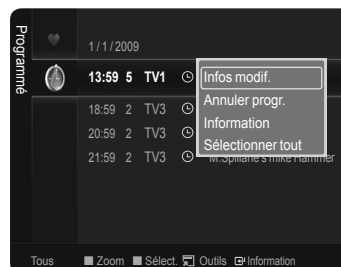 Programmé
1/1/2009
13:59 5 TV1 Infos modif.
Annuler progr.
18:59 2 TV3
Information
20:59 2 TV3
Sélectionner tout
21:59 2 TV3 M.Spillane's mike Hammer
Tous Zoom Sélect. Outils Information